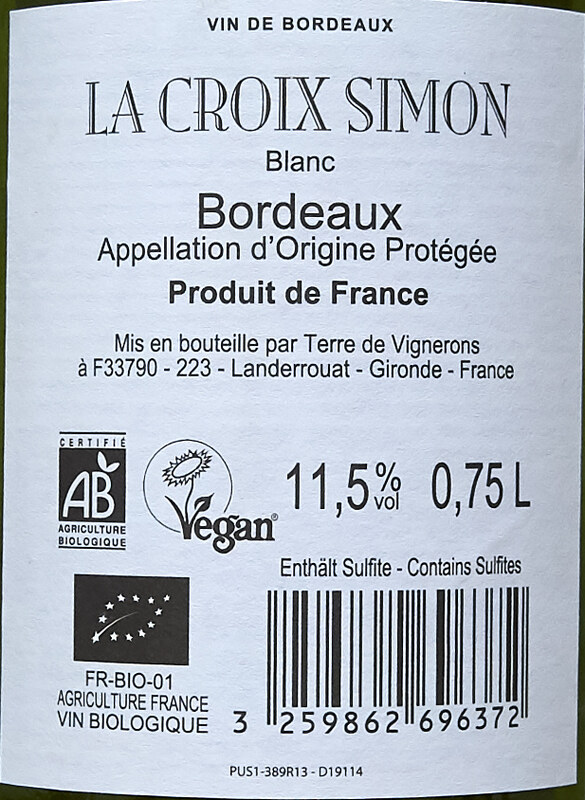 VIN DE BORDEAUX
LA CROIX SIMON
Blanc
Bordeaux
Appellation d'Origine Protégée
Produit de France
Mis en bouteille par Terre de Vignerons
à F33790 - 223 - Landerrouat - Gironde - France
CERTIFIÉ
AB
AGRICULTURE
BIOLOGIQUE
Vegan®
11,5% vol 0,75 L
Enthält Sulfite - Contains Sulfites
FR-BIO-01
AGRICULTURE FRANCE
VIN BIOLOGIQUE
3 259862 696372
PUS1-389R13 - D19114